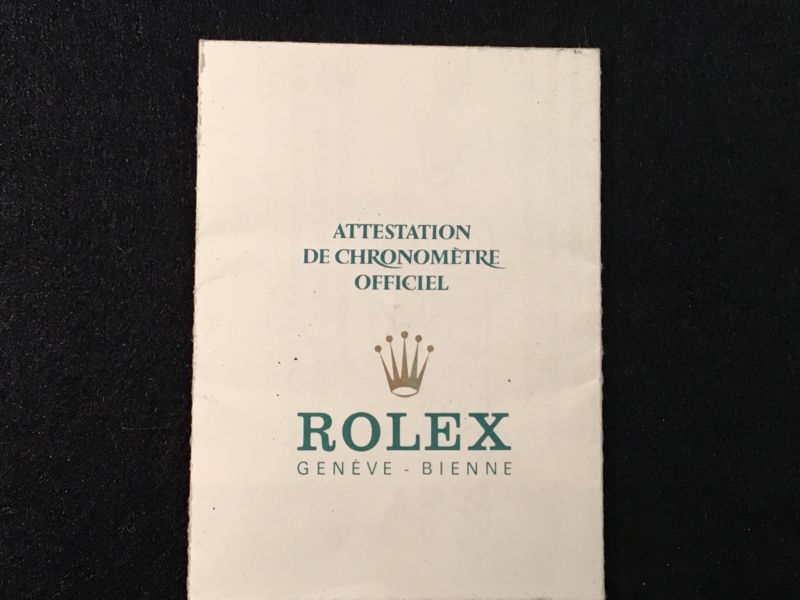 ATTESTATION
DE CHRONOMÈTRE
OFFICIEL
ROLEX
GENÈVE - BIENNE